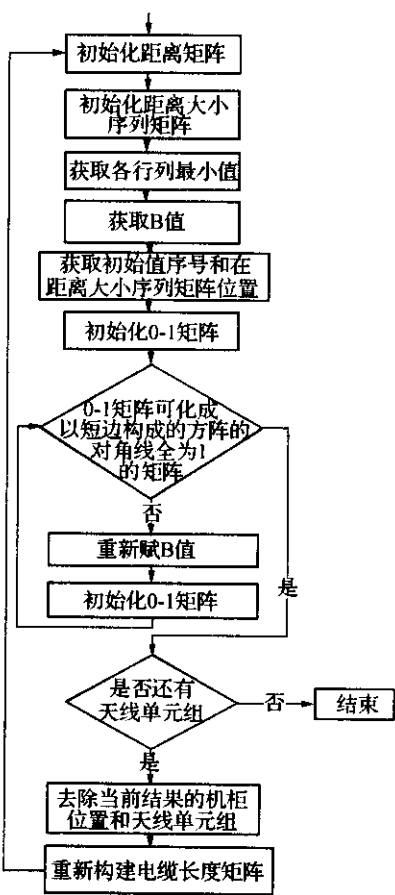 初始化距离矩阵
初始化距离大小
序列矩阵
获取各行列最小值
获取B值
获取初始值序号和在
距离大小序列矩阵位置
初始化0-1矩阵
0-1矩阵可化成
以短边构成的方阵的
对角线全为1
的矩阵
否
重新赋B值
初始化0-1矩阵
是
是否还有
天线单元组
否
结束
是
去除当前结果的机柜
位置和天线单元组
重新构建电缆长度矩阵